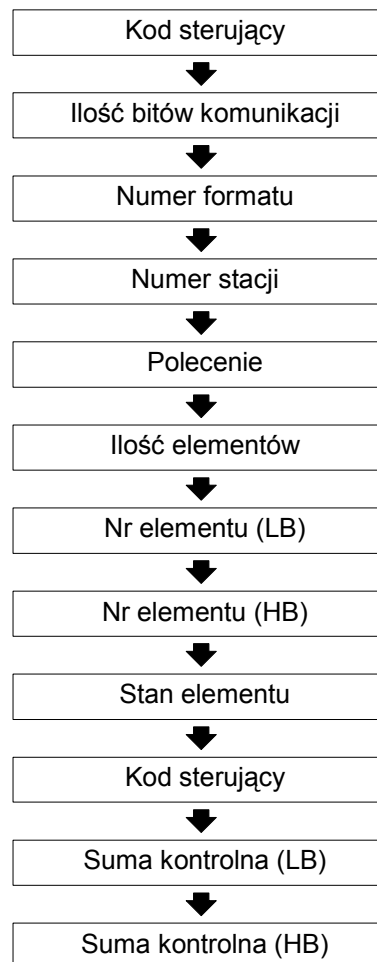 Kod sterujący
Ilość bitów komunikacji
Numer formatu
Numer stacji
Polecenie
Ilość elementów
Nr elementu (LB)
Nr elementu (HB)
Stan elementu
Kod sterujący
Suma kontrolna (LB)
Suma kontrolna (HB)